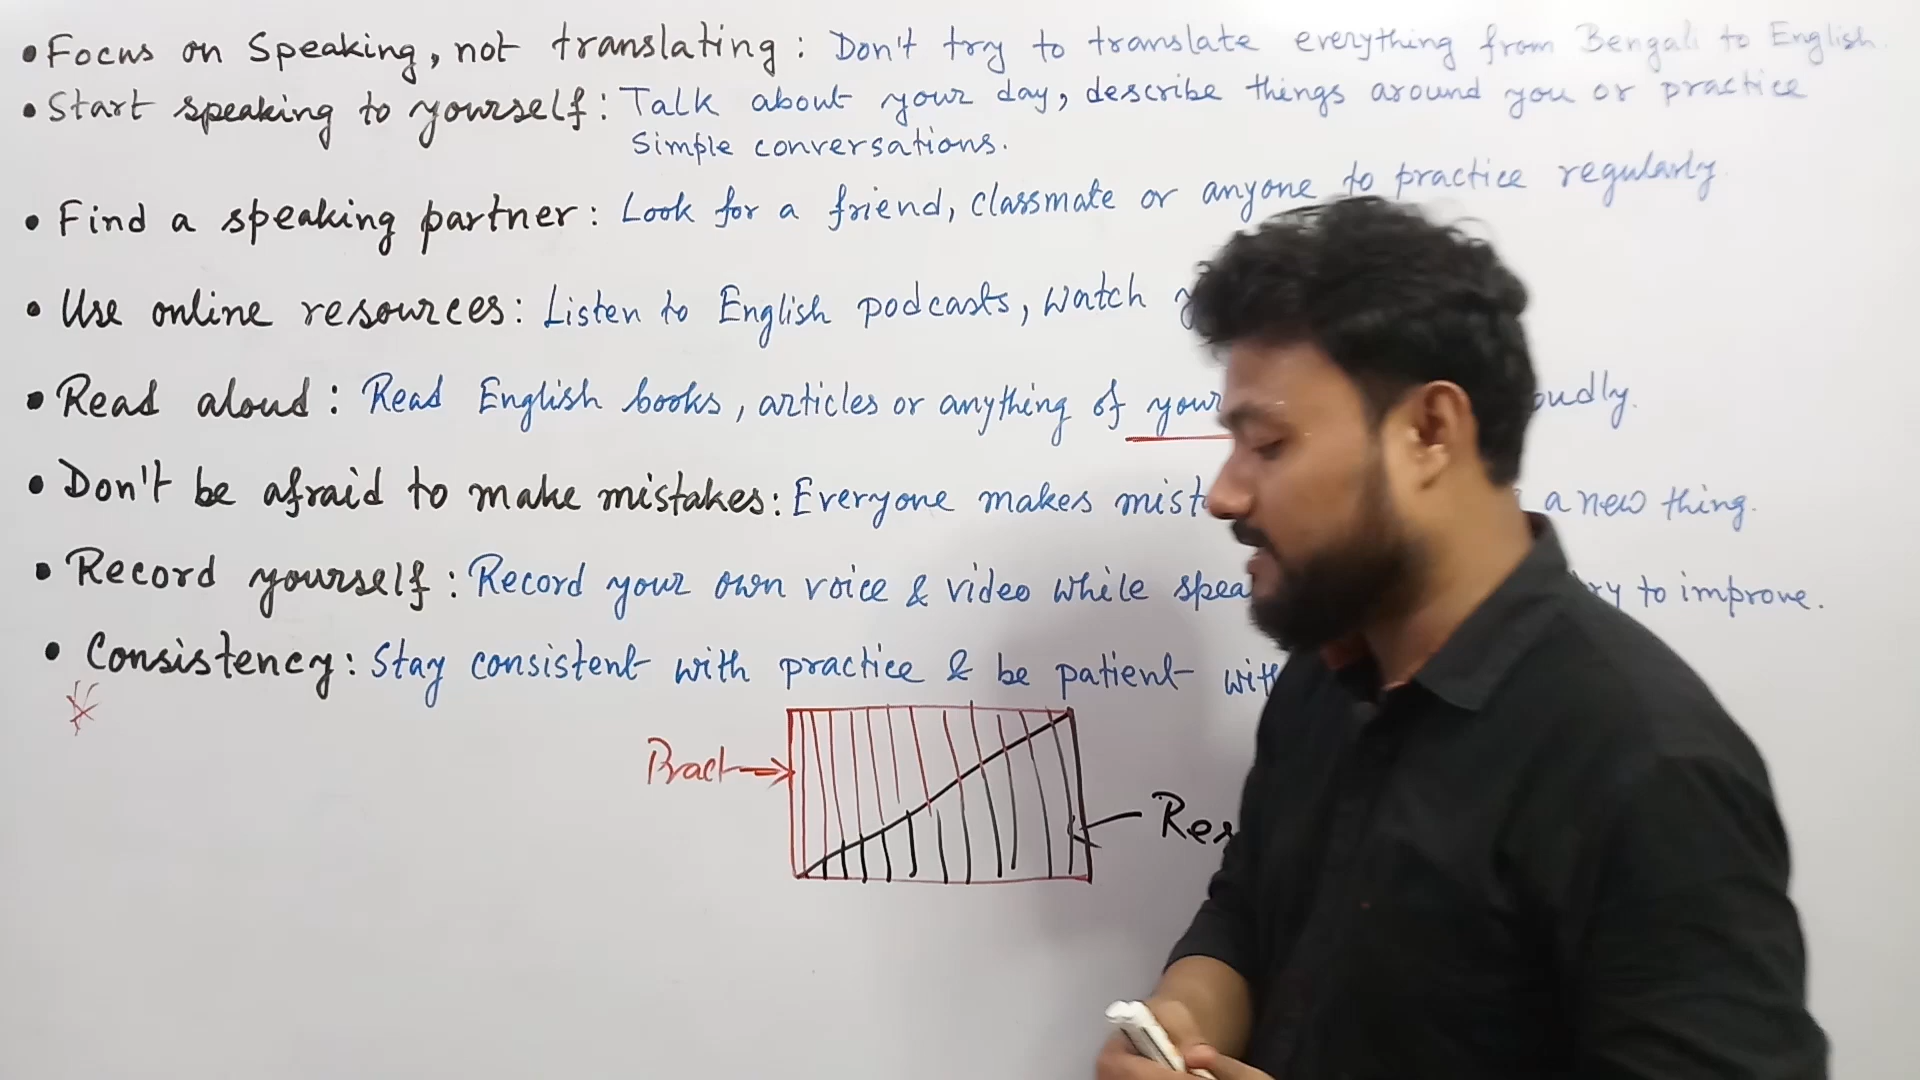 • Focus on Speaking, not translating: Don't try to translate everything from Bengali to English.
• Start speaking to yourself: Talk about your day, describe things around you or practice
Simple conversations.
• Find a speaking partner: Look for a friend, classmate or anyone to practice regularly
• Use online resources: Listen to English podcasts, watch
• Read aloud: Read English books, articles or anything of your oudly.
• Don't be afraid to make mistakes: Everyone makes mist a new thing.
• Record yourself: Record your own voice & video while spea ry to improve.
• Consistency: Stay consistent with practice & be patient with
Pract
Res